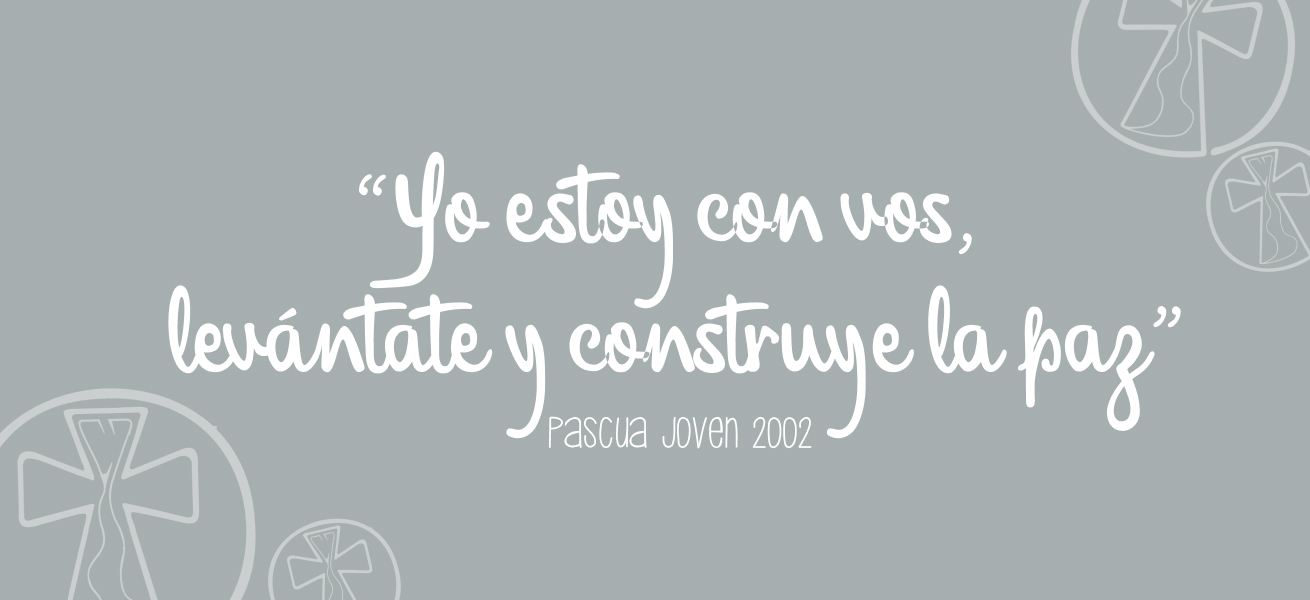 “Yo estoy con vos,
levántate y construye la paz”
Pascua Joven 2002